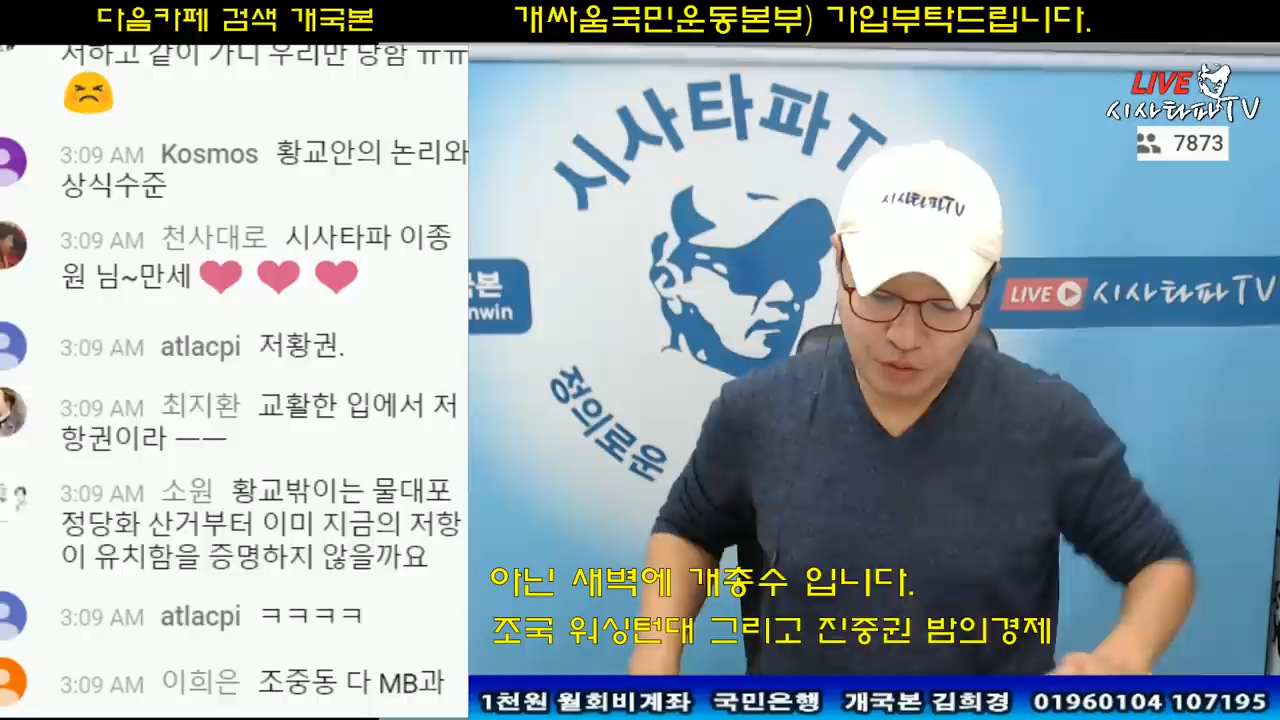 다음카페 검색 개국본
개싸움국민운동본부) 가입부탁드립니다.
저하고 같이 가니 우리만 당함 ㅠㅠ
3:09 AM Kosmos 황교안의 논리와
상식수준
3:09 AM 천사대로 시사타파 이종
원 님~만세
3:09 AM atlacpi 저황권.
3:09 AM 최지환 교활한 입에서 저
항권이라 ㅡㅡ
3:09 AM 소원 황교밖이는 물대포
정당화 산거부터 이미 지금의 저항
이 유치함을 증명하지 않을까요
3:09 AM atlacpi ㅋㅋㅋㅋ
3:09 AM 이희은 조중동 다 MB과
LIVE
시사타파TV
7873
시사타파T
시사타파TV
본
nwin
LIVE 시사타파TV
정의로운
아닌 새벽에 개총수 입니다.
조국 워싱턴대 그리고 진중권 밤의경제
1천원 월회비계좌 국민은행 개국본 김희경 01960104 107195